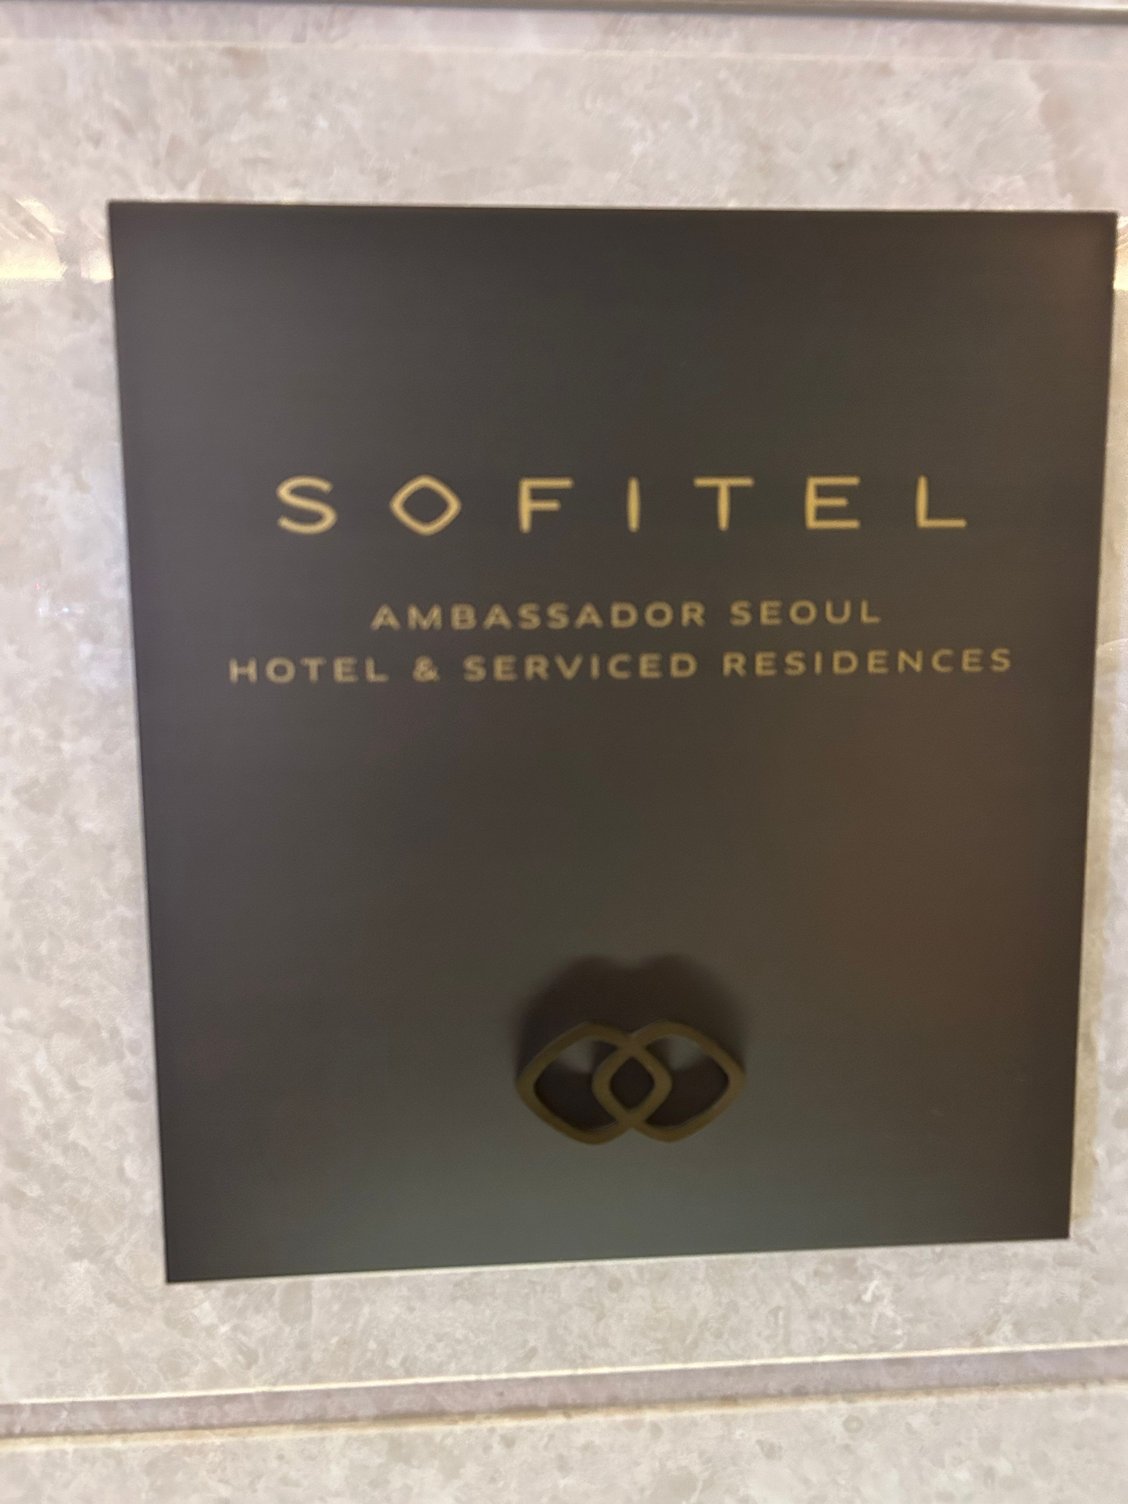 SOFITEL
AMBASSADOR SEOUL
HOTEL & SERVICED RESIDENCES